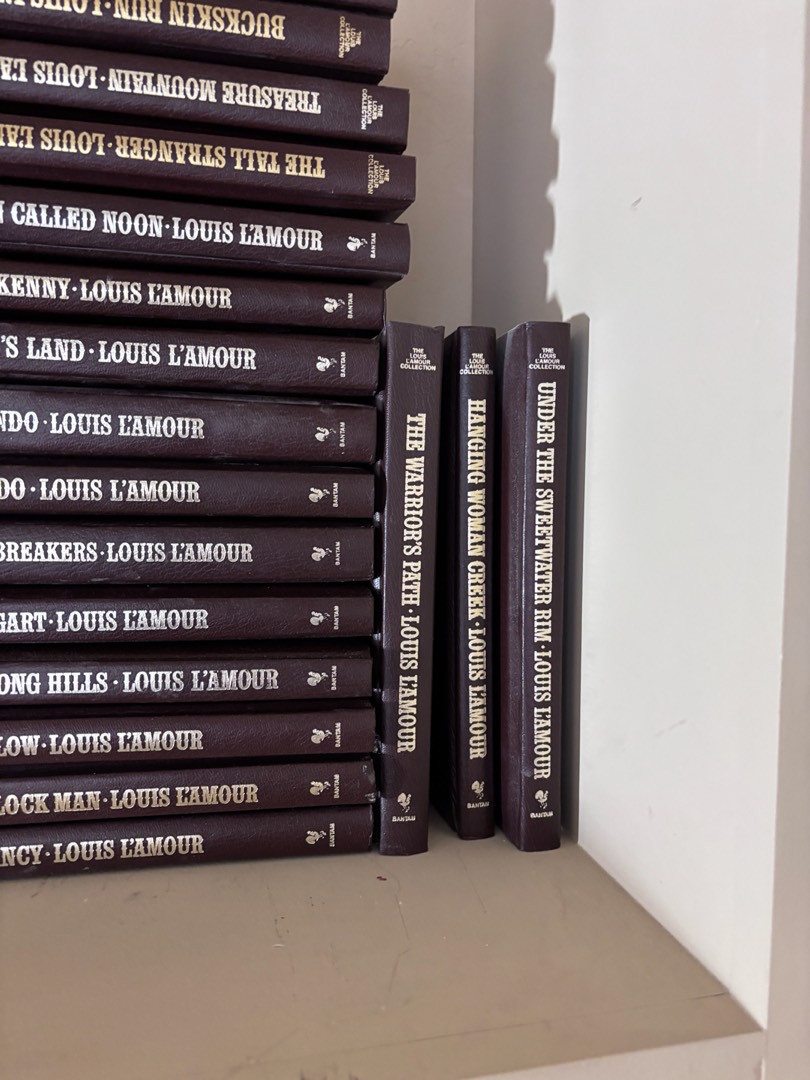 BUCKSKIN RUN · LOUIS
THE LOUIS L'AMOUR COLLECTION
TREASURE MOUNTAIN · LOUIS L'A
THE LOUIS L'AMOUR COLLECTION
THE TALL STRANGER · LOUIS L'A
THE LOUIS L'AMOUR COLLECTION
CALLED NOON · LOUIS L'AMOUR
BANTAM
KENNY · LOUIS L'AMOUR
BANTAM
'S LAND · LOUIS L'AMOUR
BANTAM
NDO · LOUIS L'AMOUR
BANTAM
DO · LOUIS L'AMOUR
BANTAM
BREAKERS · LOUIS L'AMOUR
BANTAM
GART · LOUIS L'AMOUR
BANTAM
ONG HILLS · LOUIS L'AMOUR
BANTAM
LOW · LOUIS L'AMOUR
BANTAM
LOCK MAN · LOUIS L'AMOUR
BANTAM
NCY · LOUIS L'AMOUR
BANTAM
THE
LOUIS
L'AMOUR
COLLECTION
THE WARRIOR'S PATH · LOUIS L'AMOUR
BANTAM
THE
LOUIS
L'AMOUR
COLLECTION
HANGING WOMAN CREEK · LOUIS L'AMOUR
BANTAM
THE
LOUIS
L'AMOUR
COLLECTION
UNDER THE SWEETWATER RIM · LOUIS L'AMOUR
BANTAM